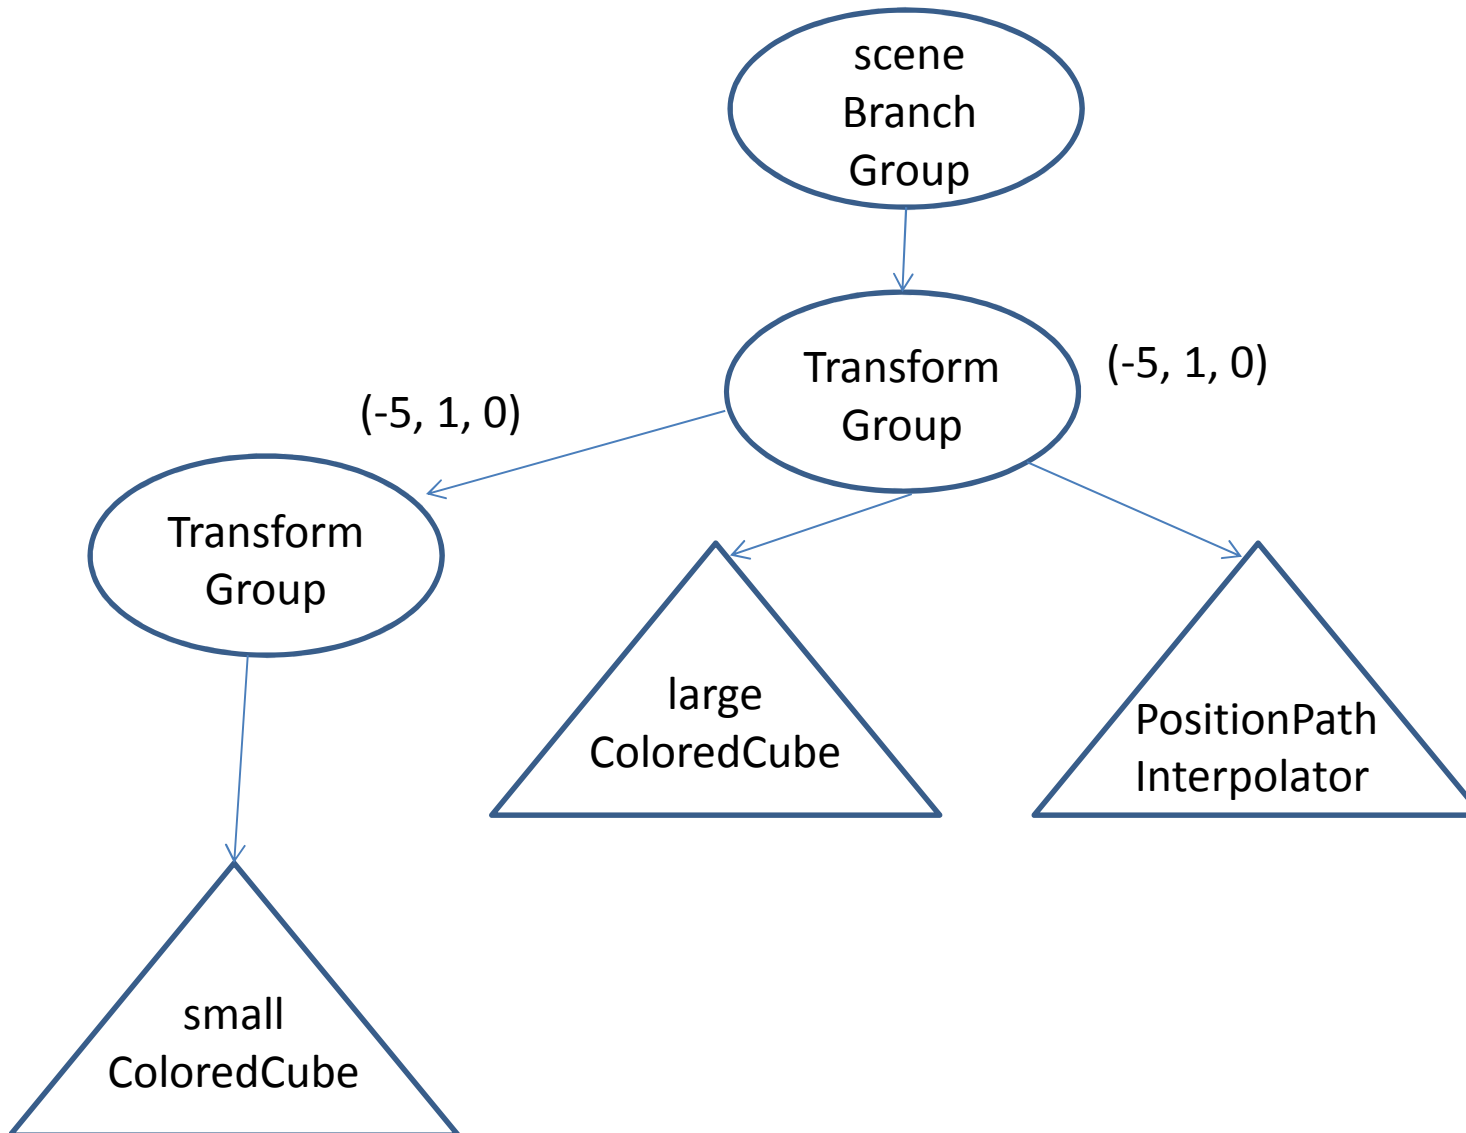 scene
Branch
Group
Transform
Group
(-5, 1, 0)
(-5, 1, 0)
Transform
Group
large
ColoredCube
PositionPath
Interpolator
small
ColoredCube